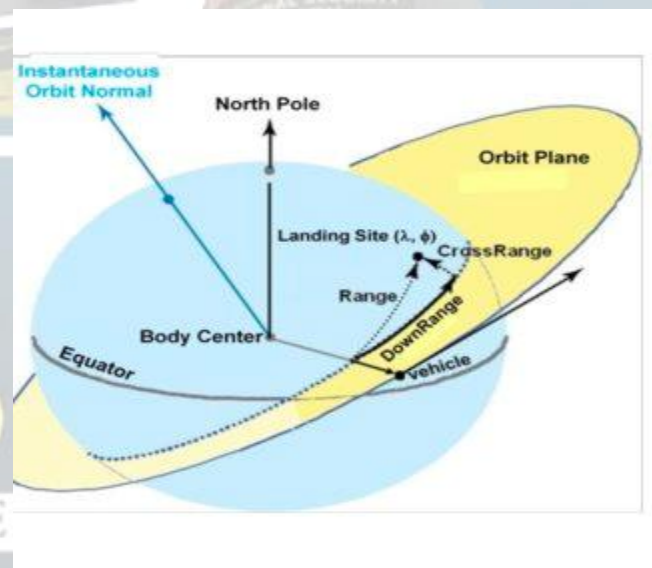 Instantaneous
Orbit Normal
North Pole
Orbit Plane
Landing Site (λ, ϕ)
CrossRange
Range
DownRange
Body Center
vehicle
Equator